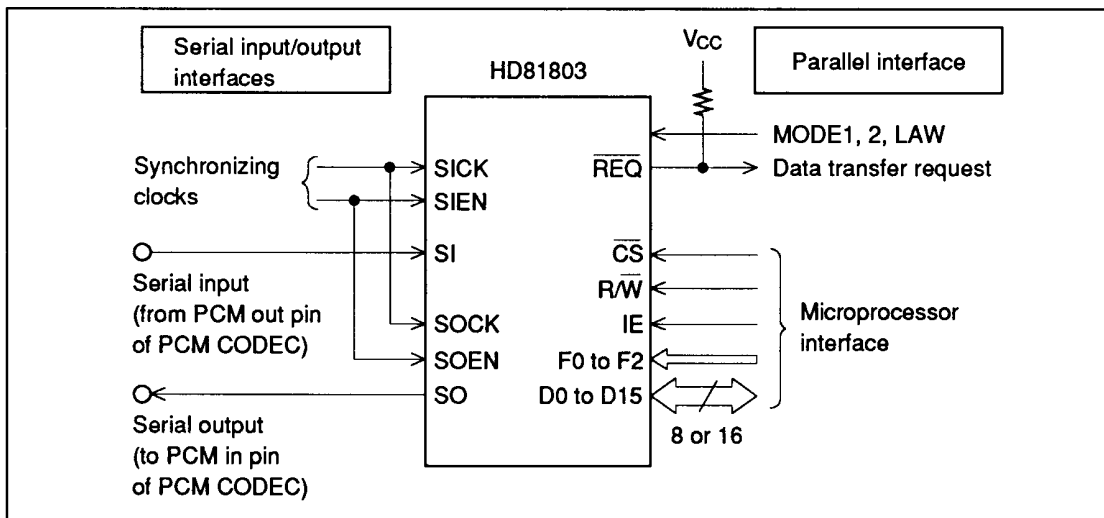 Serial input/output
interfaces
HD81803
VCC
Parallel interface
Synchronizing
clocks
SICK
SIEN
SI
Serial input
(from PCM out pin
of PCM CODEC)
SOCK
SOEN
SO
Serial output
(to PCM in pin
of PCM CODEC)
MODE1, 2, LAW
R̅E̅Q̅
Data transfer request
C̅S̅
R/W̅
IE
F0 to F2
D0 to D15
8 or 16
Microprocessor
interface